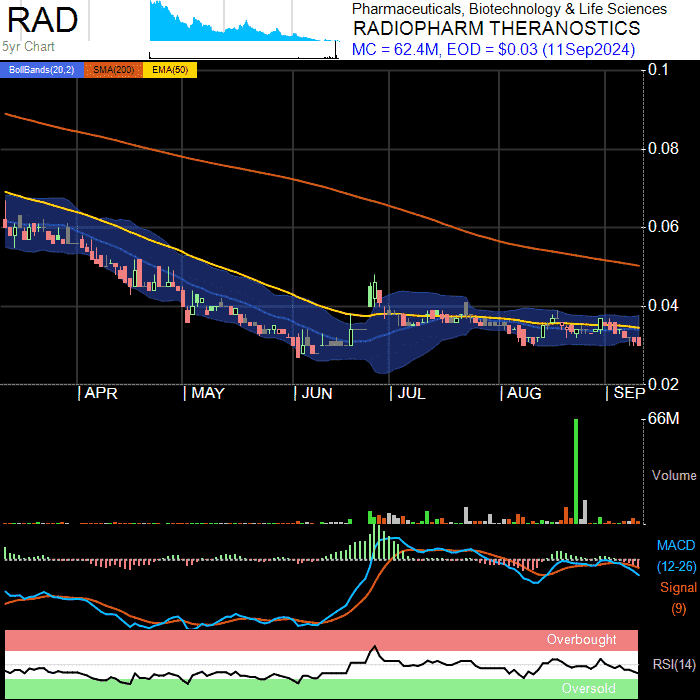 RAD
5yr Chart
Pharmaceuticals, Biotechnology & Life Sciences
RADIOPHARM THERANOSTICS
MC = 62.4M, EOD = $0.03 (11Sep2024)
BollBands(20,2) SMA(200) EMA(50)
0.1
0.08
0.06
0.04
0.02
APR MAY JUN JUL AUG SEP
66M
Volume
MACD
(12-26)
Signal
(9)
Overbought
RSI(14)
Oversold